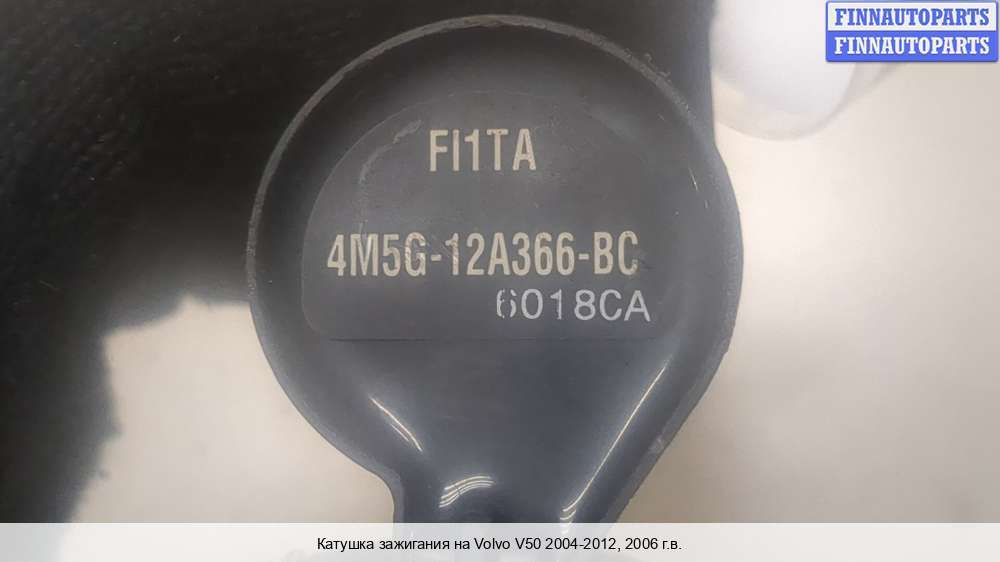 FINNAUTOPARTS
FINNAUTOPARTS
FI1TA
4M5G-12A366-BC
6018CA
Катушка зажигания на Volvo V50 2004-2012, 2006 г.в.